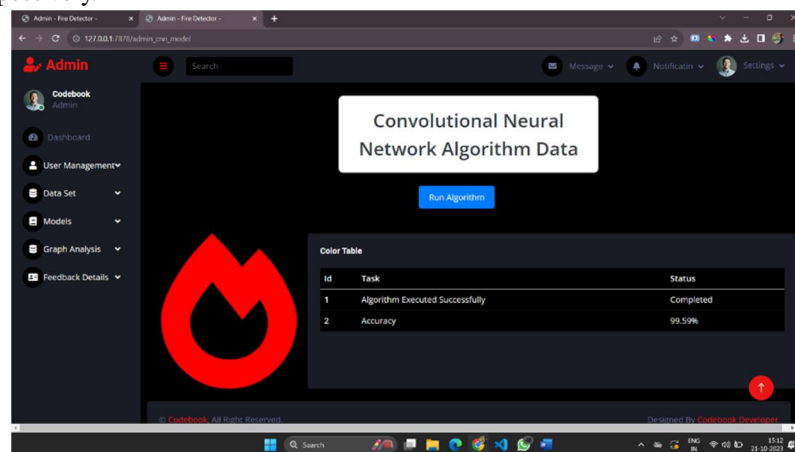 Admin - Fire Detector -
Admin - Fire Detector -
127.0.0.1:7878/admin_cnn_model
Admin
Search
Message
Notificatin
Settings
Codebook
Admin
Dashboard
User Management
Data Set
Models
Graph Analysis
Feedback Details
Convolutional Neural
Network Algorithm Data
Run Algorithm
Color Table
Id Task Status
1 Algorithm Executed Successfully Completed
2 Accuracy 99.59%
© Codebook, All Right Reserved.
Designed By Codebook Developer
Search
ENG
IN
15:12
21-10-2023